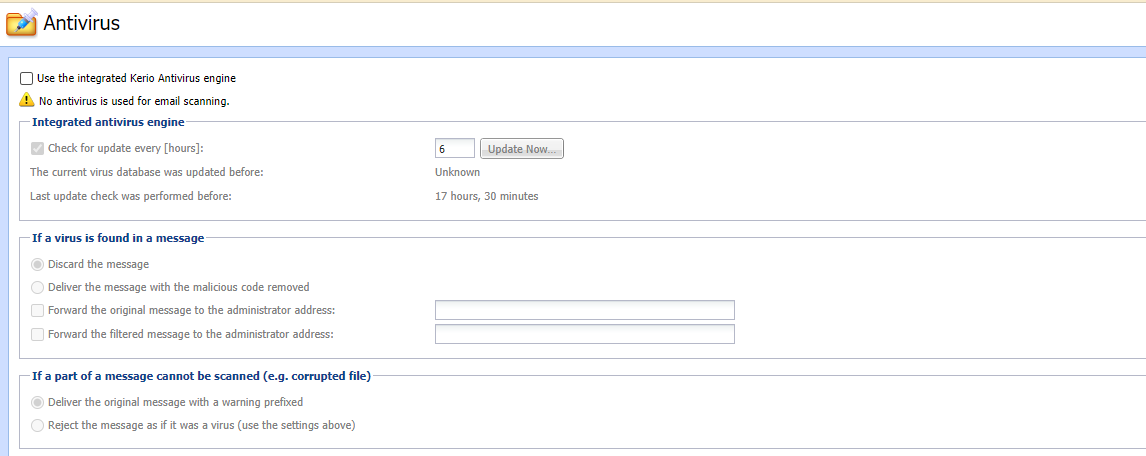 Antivirus
Use the integrated Kerio Antivirus engine
No antivirus is used for email scanning.
Integrated antivirus engine
Check for update every [hours]: 6 Update Now...
The current virus database was updated before: Unknown
Last update check was performed before: 17 hours, 30 minutes
If a virus is found in a message
Discard the message
Deliver the message with the malicious code removed
Forward the original message to the administrator address:
Forward the filtered message to the administrator address:
If a part of a message cannot be scanned (e.g. corrupted file)
Deliver the original message with a warning prefixed
Reject the message as if it was a virus (use the settings above)